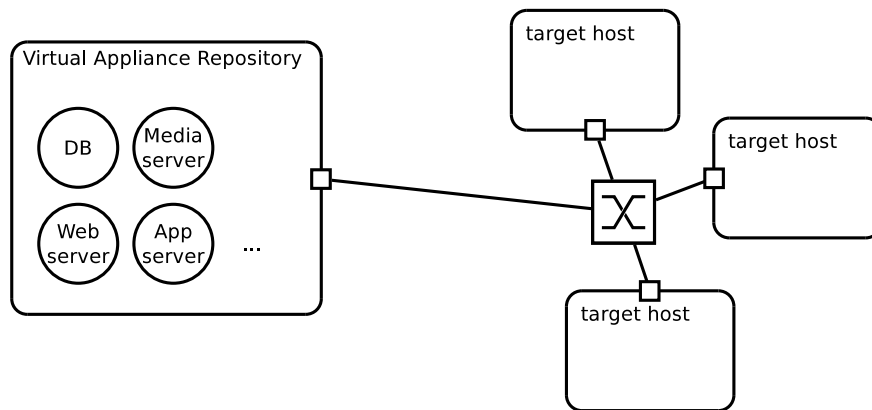 Virtual Appliance Repository
DB
Media
server
Web
server
App
server
...
target host
target host
target host